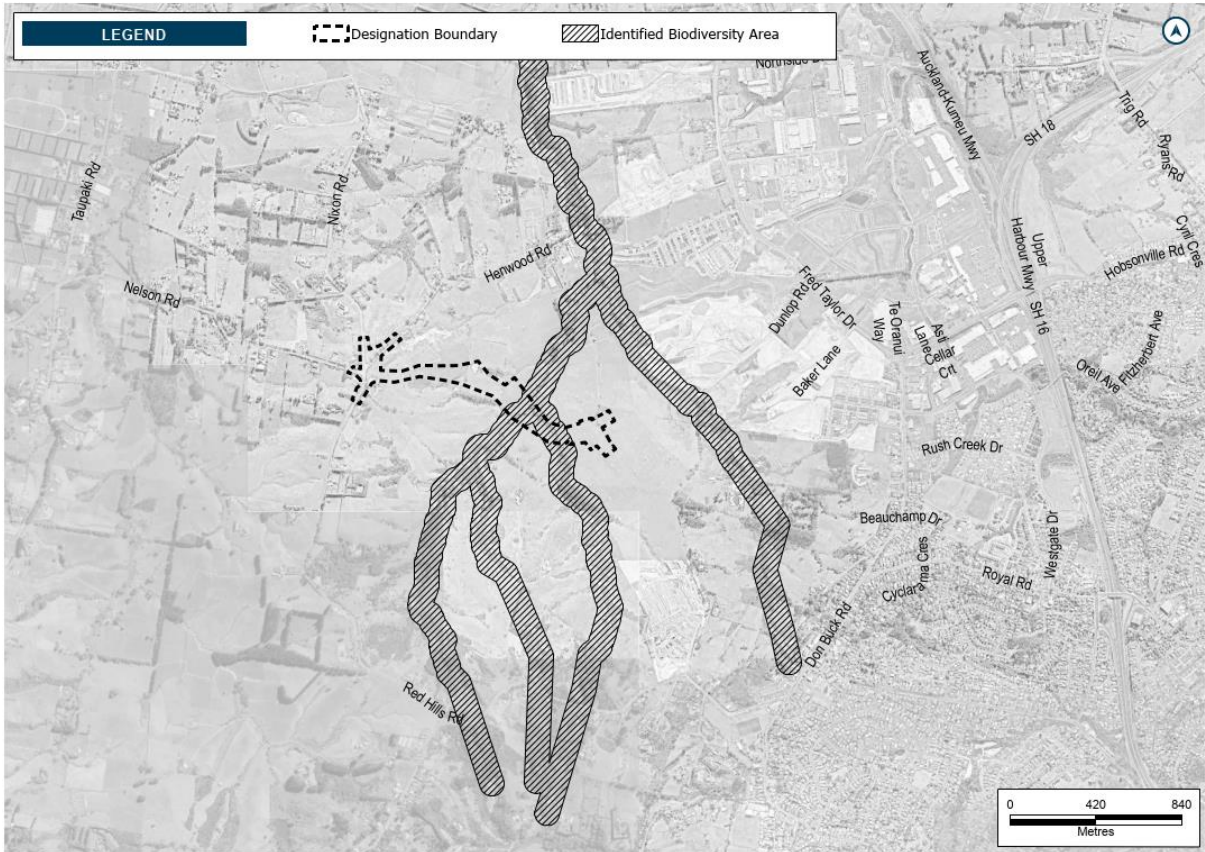 LEGEND
Designation Boundary
Identified Biodiversity Area
Northside
Auckland-Kumeu Mwy
Trig Rd
SH 18
Ryans Rd
Taupaki Rd
Nixon Rd
Cyril Cres
Henwood Rd
Upper
Harbour Mwy
Hobsonville Rd
Nelson Rd
Fred Taylor Dr
Dunlop Rd
Te Oranui
Way
SH 16
Asti
Lane
Cellar
Crt
Baker Lane
Oreil Ave
Fitzherbert Ave
Rush Creek Dr
Beauchamp Dr
Westgate Dr
Cyclarama Cres
Royal Rd
Don Buck Rd
Red Hills Rd
0 420 840
Metres